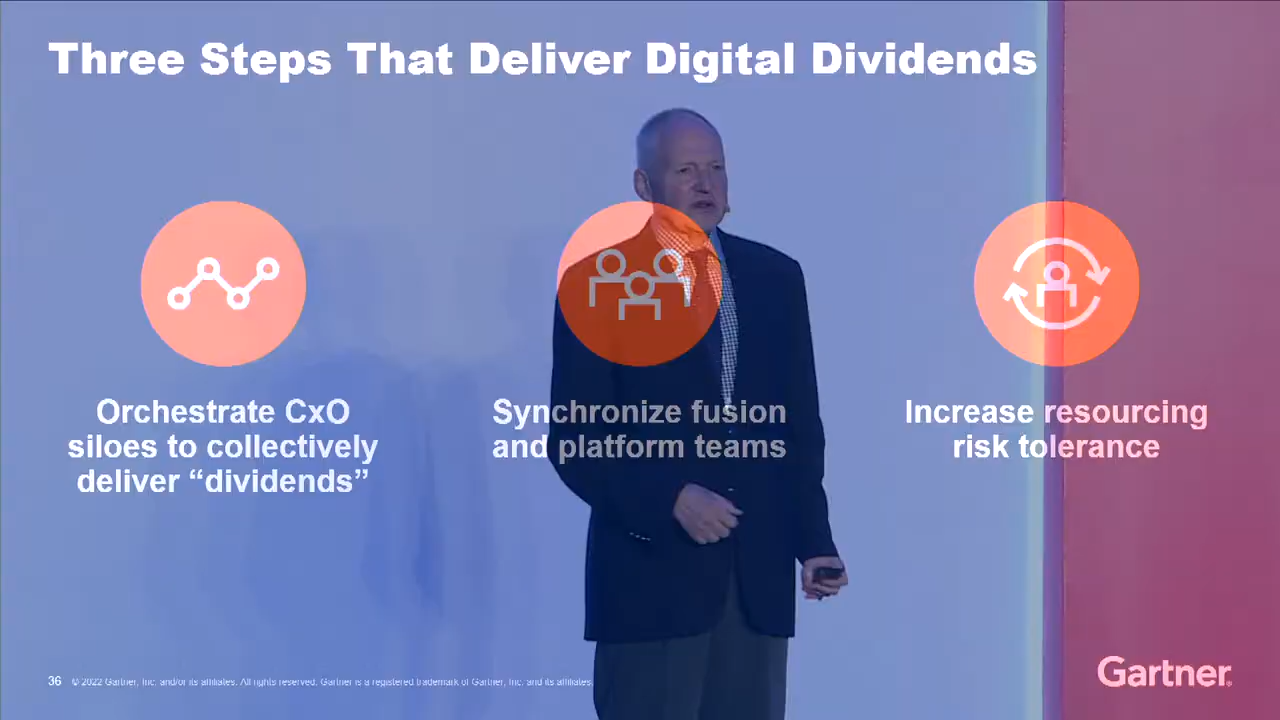 Three Steps That Deliver Digital Dividends
Orchestrate CxO
siloes to collectively
deliver “dividends”
Synchronize fusion
and platform teams
Increase resourcing
risk tolerance
36 © 2022 Gartner, Inc. and/or its affiliates. All rights reserved. Gartner is a registered trademark of Gartner, Inc. and its affiliates.
Gartner